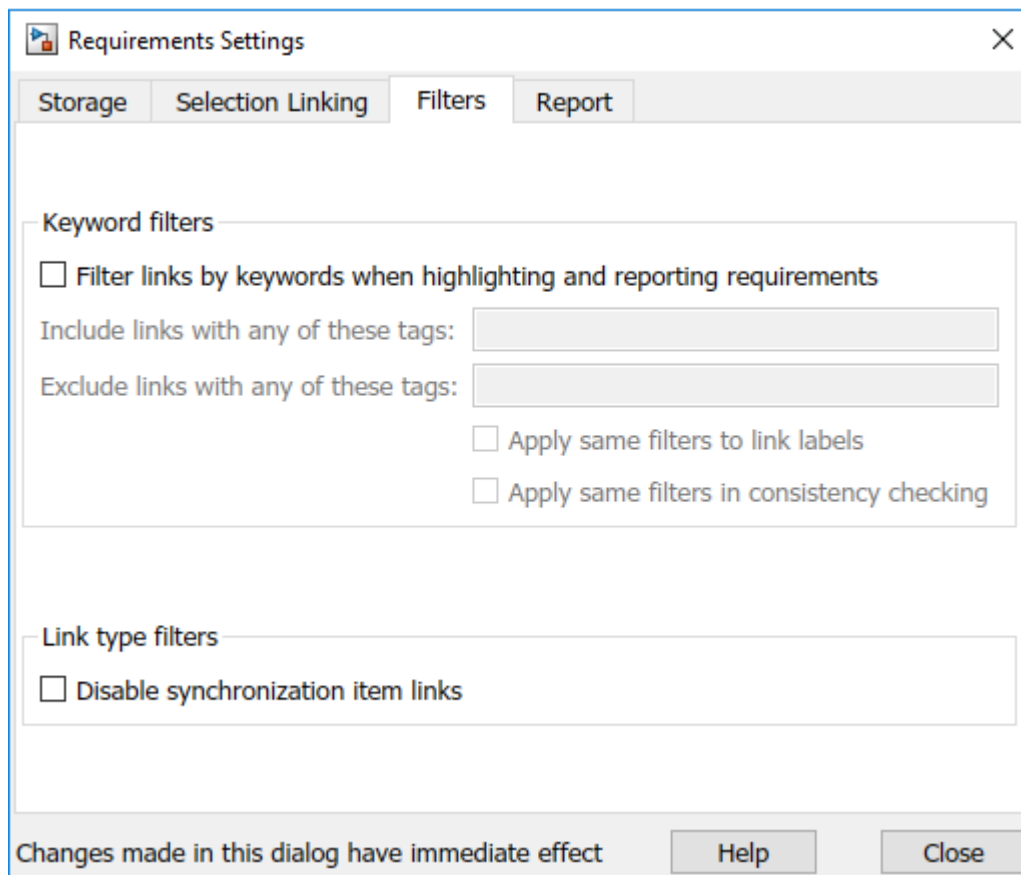 Requirements Settings
Storage Selection Linking Filters Report
Keyword filters
Filter links by keywords when highlighting and reporting requirements
Include links with any of these tags:
Exclude links with any of these tags:
Apply same filters to link labels
Apply same filters in consistency checking
Link type filters
Disable synchronization item links
Changes made in this dialog have immediate effect Help Close